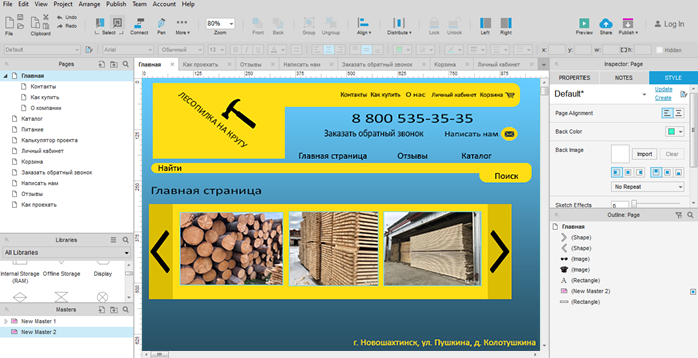 File Edit View Project Arrange Publish Team Account Help
Cut
Copy
Paste
Clipboard
Undo
Redo
Select Connect Pen More
80%
Zoom
Front Back
Group Ungroup
Align Distribute
Lock Unlock
Left Right
Preview Share Publish
Log In
Default Arial Обычный 13
x: y: w: h: Hidden
Pages
Главная
Контакты
Как купить
О компании
Каталог
Питание
Калькулятор проекта
Личный кабинет
Корзина
Заказать обратный звонок
Написать нам
Отзывы
Как проехать
Libraries
All Libraries
Internal Storage (RAM)
Offline Storage
Display
Masters
New Master 1
New Master 2
Главная Как проехать Отзывы Написать нам Заказать обратный звонок Корзина Личный кабинет
0 125 250 375 500 625 750 875
ЛЕСОПИЛКА НА КРУГУ
Контакты Как купить О нас Личный кабинет Корзина
8 800 535-35-35
Заказать обратный звонок Написать нам
Главная страница Отзывы Каталог
Найти
Поиск
Главная страница
г. Новошахтинск, ул. Пушкина, д. Колотушкина
Inspector: Page
PROPERTIES NOTES STYLE
Default*
Update
Create
Page Alignment
Back Color
Back Image
Import Clear
No Repeat
Sketch Effects
Outline: Page
Главная
(Shape)
(Shape)
(Image)
(Image)
(Rectangle)
(New Master 2)
(Rectangle)